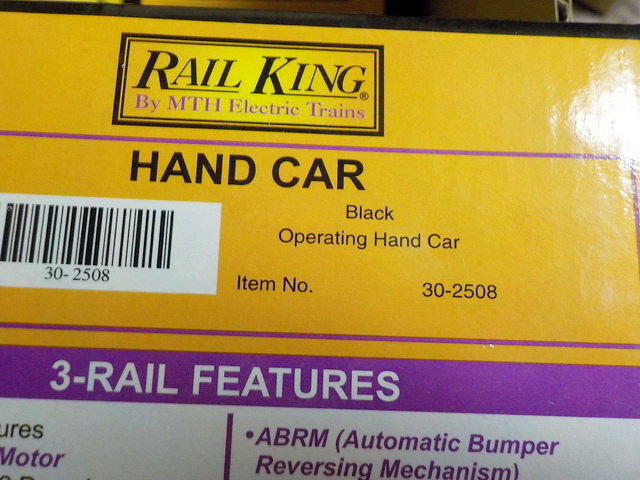 RAIL KING®
By MTH Electric Trains
HAND CAR
Black
Operating Hand Car
30-2508
Item No. 30-2508
3-RAIL FEATURES
ures
Motor
•ABRM (Automatic Bumper
Reversing Mechanism)